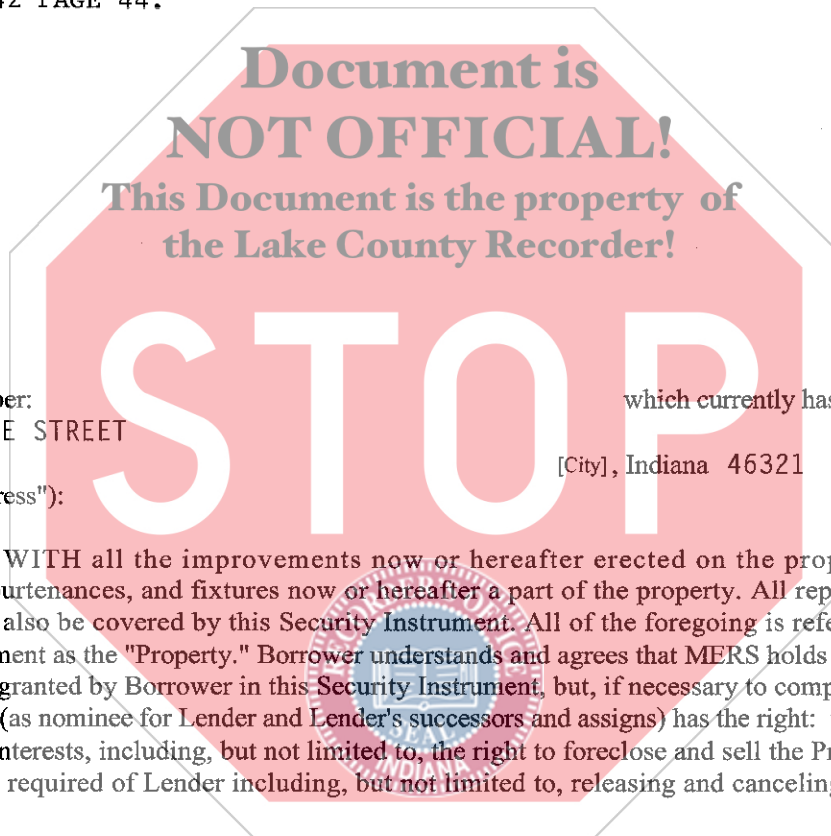 42 PAGE 44.
Document is
NOT OFFICIAL!
This Document is the property of
the Lake County Recorder!
STOP
ber:
which currently has
E STREET
[City], Indiana 46321
ress"):
WITH all the improvements now or hereafter erected on the prop
urtenances, and fixtures now or hereafter a part of the property. All rep
also be covered by this Security Instrument. All of the foregoing is refe
ment as the "Property." Borrower understands and agrees that MERS holds
granted by Borrower in this Security Instrument, but, if necessary to comp
(as nominee for Lender and Lender's successors and assigns) has the right:
nterests, including, but not limited to, the right to foreclose and sell the Pr
required of Lender including, but not limited to, releasing and canceling
RECORDER'S OFFICE
SEAL
INDIANA